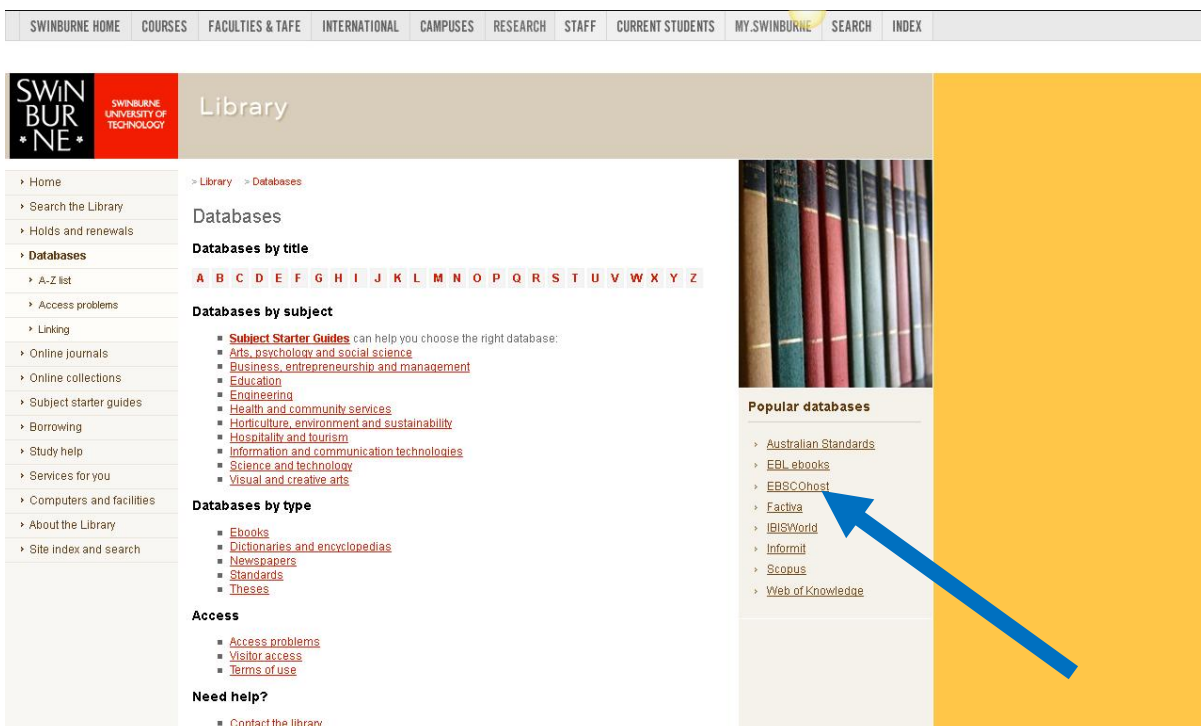 SWINBURNE HOME COURSES FACULTIES & TAFE INTERNATIONAL CAMPUSES RESEARCH STAFF CURRENT STUDENTS MY.SWINBURNE SEARCH INDEX
SWIN
BUR
*NE*
SWINBURNE
UNIVERSITY OF
TECHNOLOGY
Library
Home
Search the Library
Holds and renewals
Databases
A-Z list
Access problems
Linking
Online journals
Online collections
Subject starter guides
Borrowing
Study help
Services for you
Computers and facilities
About the Library
Site index and search
> Library > Databases
Databases
Databases by title
A B C D E F G H I J K L M N O P Q R S T U V W X Y Z
Databases by subject
Subject Starter Guides can help you choose the right database:
Arts, psychology and social science
Business, entrepreneurship and management
Education
Engineering
Health and community services
Horticulture, environment and sustainability
Hospitality and tourism
Information and communication technologies
Science and technology
Visual and creative arts
Databases by type
Ebooks
Dictionaries and encyclopedias
Newspapers
Standards
Theses
Access
Access problems
Visitor access
Terms of use
Need help?
Contact the library
Popular databases
Australian Standards
EBL ebooks
EBSCOhost
Factiva
IBISWorld
Informit
Scopus
Web of Knowledge